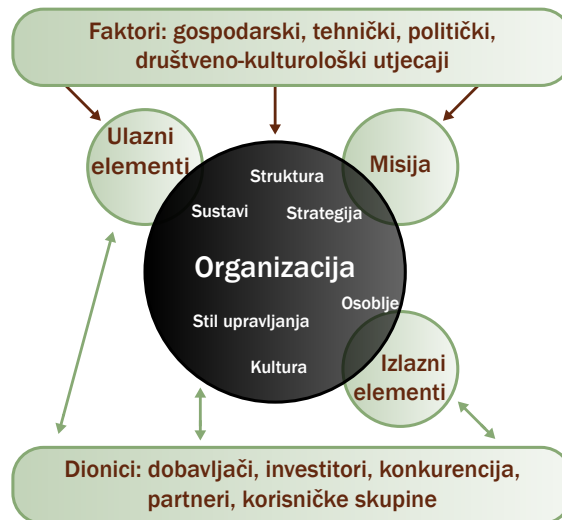 Faktori: gospodarski, tehnički, politički,
društveno-kulturološki utjecaji
Ulazni
elementi
Misija
Struktura
Sustavi
Strategija
Organizacija
Osoblje
Stil upravljanja
Kultura
Izlazni
elementi
Dionici: dobavljači, investitori, konkurencija,
partneri, korisničke skupine